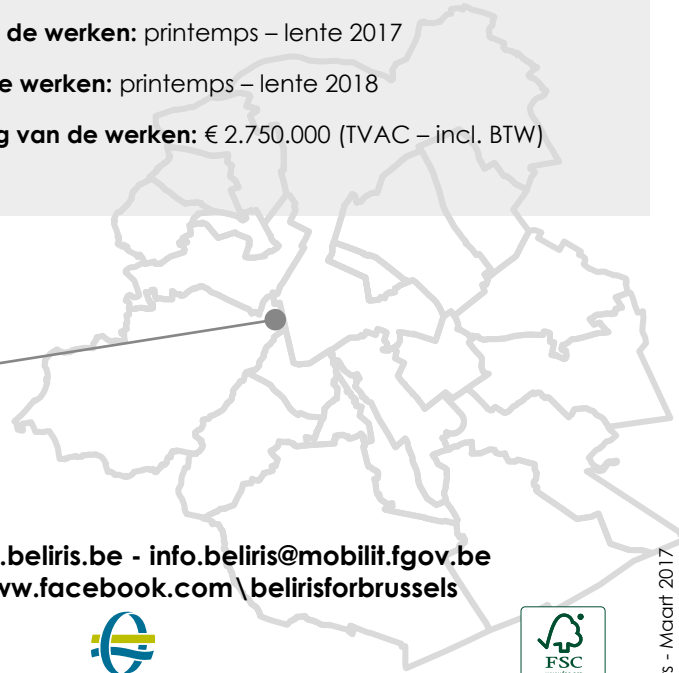 de werken: printemps – lente 2017
werken: printemps – lente 2018
van de werken: € 2.750.000 (TVAC – incl. BTW)
.beliris.be - info.beliris@mobilit.fgov.be
.facebook.com\belirisforbrussels
FSC
- Maart 2017